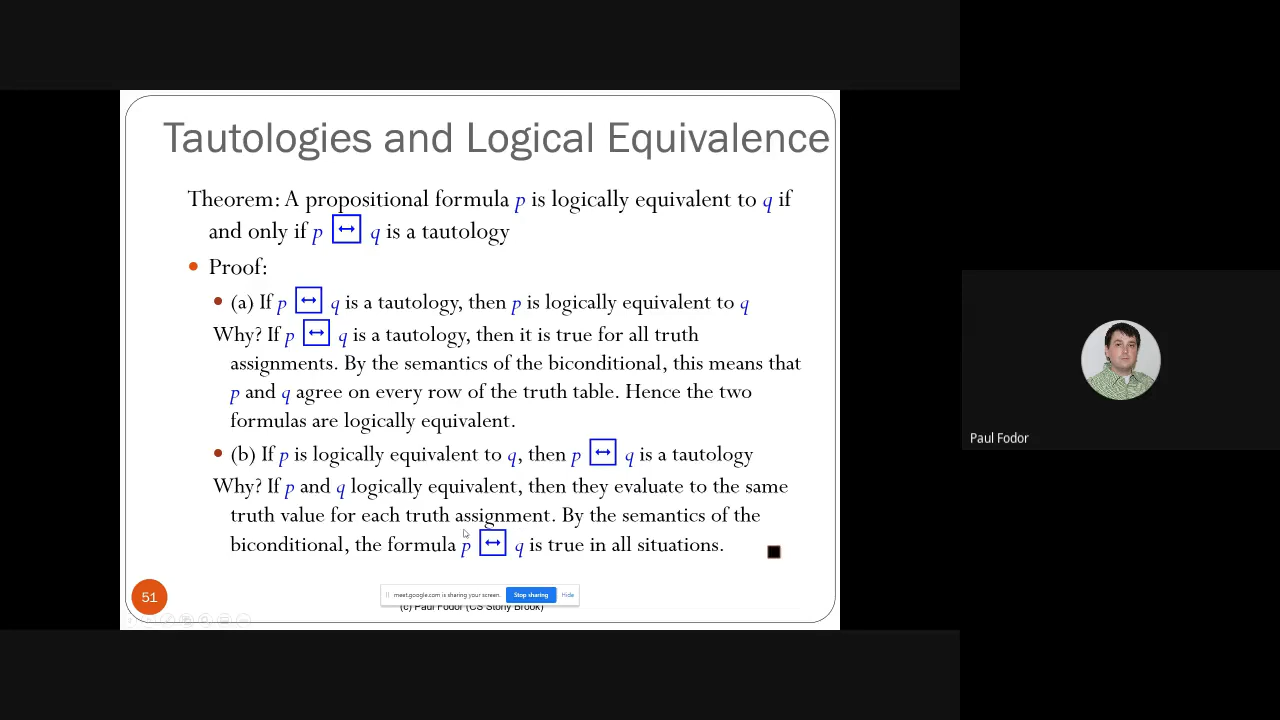 Tautologies and Logical Equivalence
Theorem: A propositional formula p is logically equivalent to q if
and only if p ↔ q is a tautology
• Proof:
• (a) If p ↔ q is a tautology, then p is logically equivalent to q
Why? If p ↔ q is a tautology, then it is true for all truth
assignments. By the semantics of the biconditional, this means that
p and q agree on every row of the truth table. Hence the two
formulas are logically equivalent.
• (b) If p is logically equivalent to q, then p ↔ q is a tautology
Why? If p and q logically equivalent, then they evaluate to the same
truth value for each truth assignment. By the semantics of the
biconditional, the formula p ↔ q is true in all situations.
51
meet.google.com is sharing your screen. Stop sharing Hide
(c) Paul Fodor (CS Stony Brook)
Paul Fodor